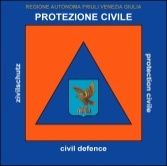 REGIONE AUTONOMA FRIULI VENEZIA GIULIA
PROTEZIONE CIVILE
zivilschutz
protection civile
civil defence